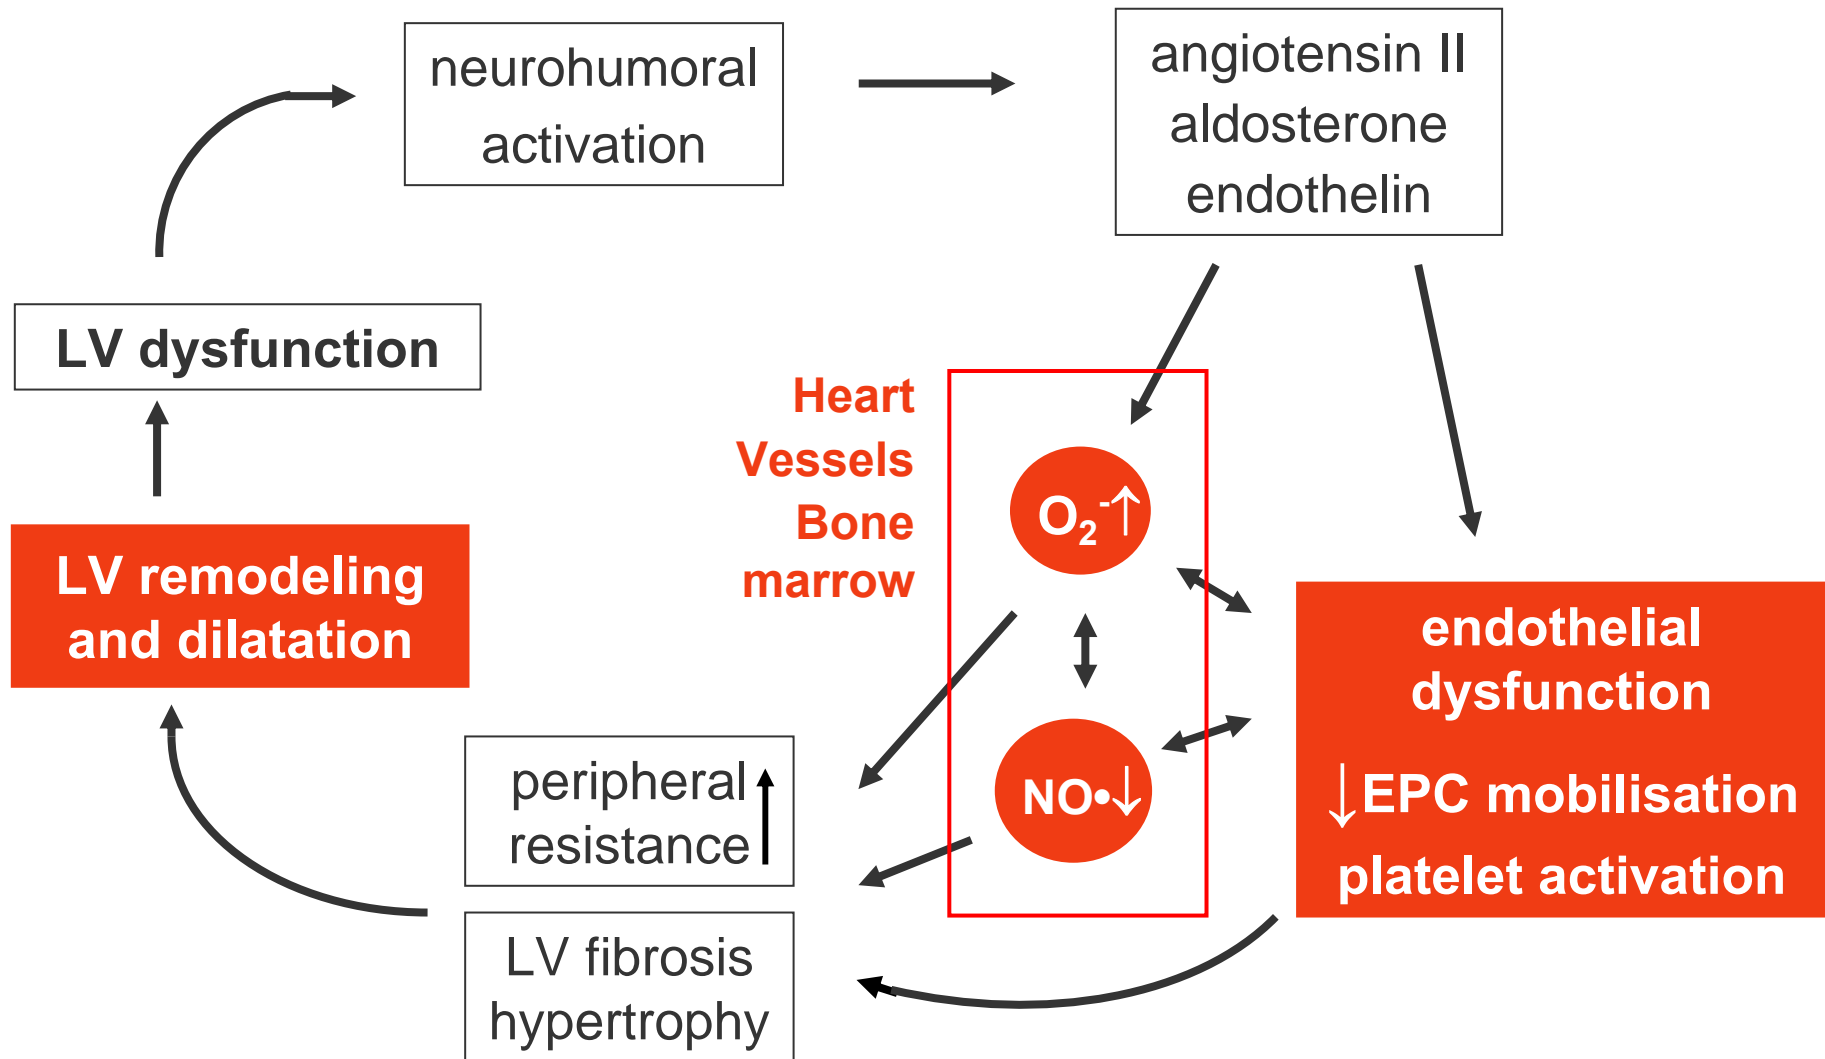 neurohumoral
activation
angiotensin II
aldosterone
endothelin
LV dysfunction
Heart
Vessels
Bone
marrow
O₂⁻↑
LV remodeling
and dilatation
endothelial
dysfunction
↓EPC mobilisation
platelet activation
NO•↓
peripheral
resistance↑
LV fibrosis
hypertrophy